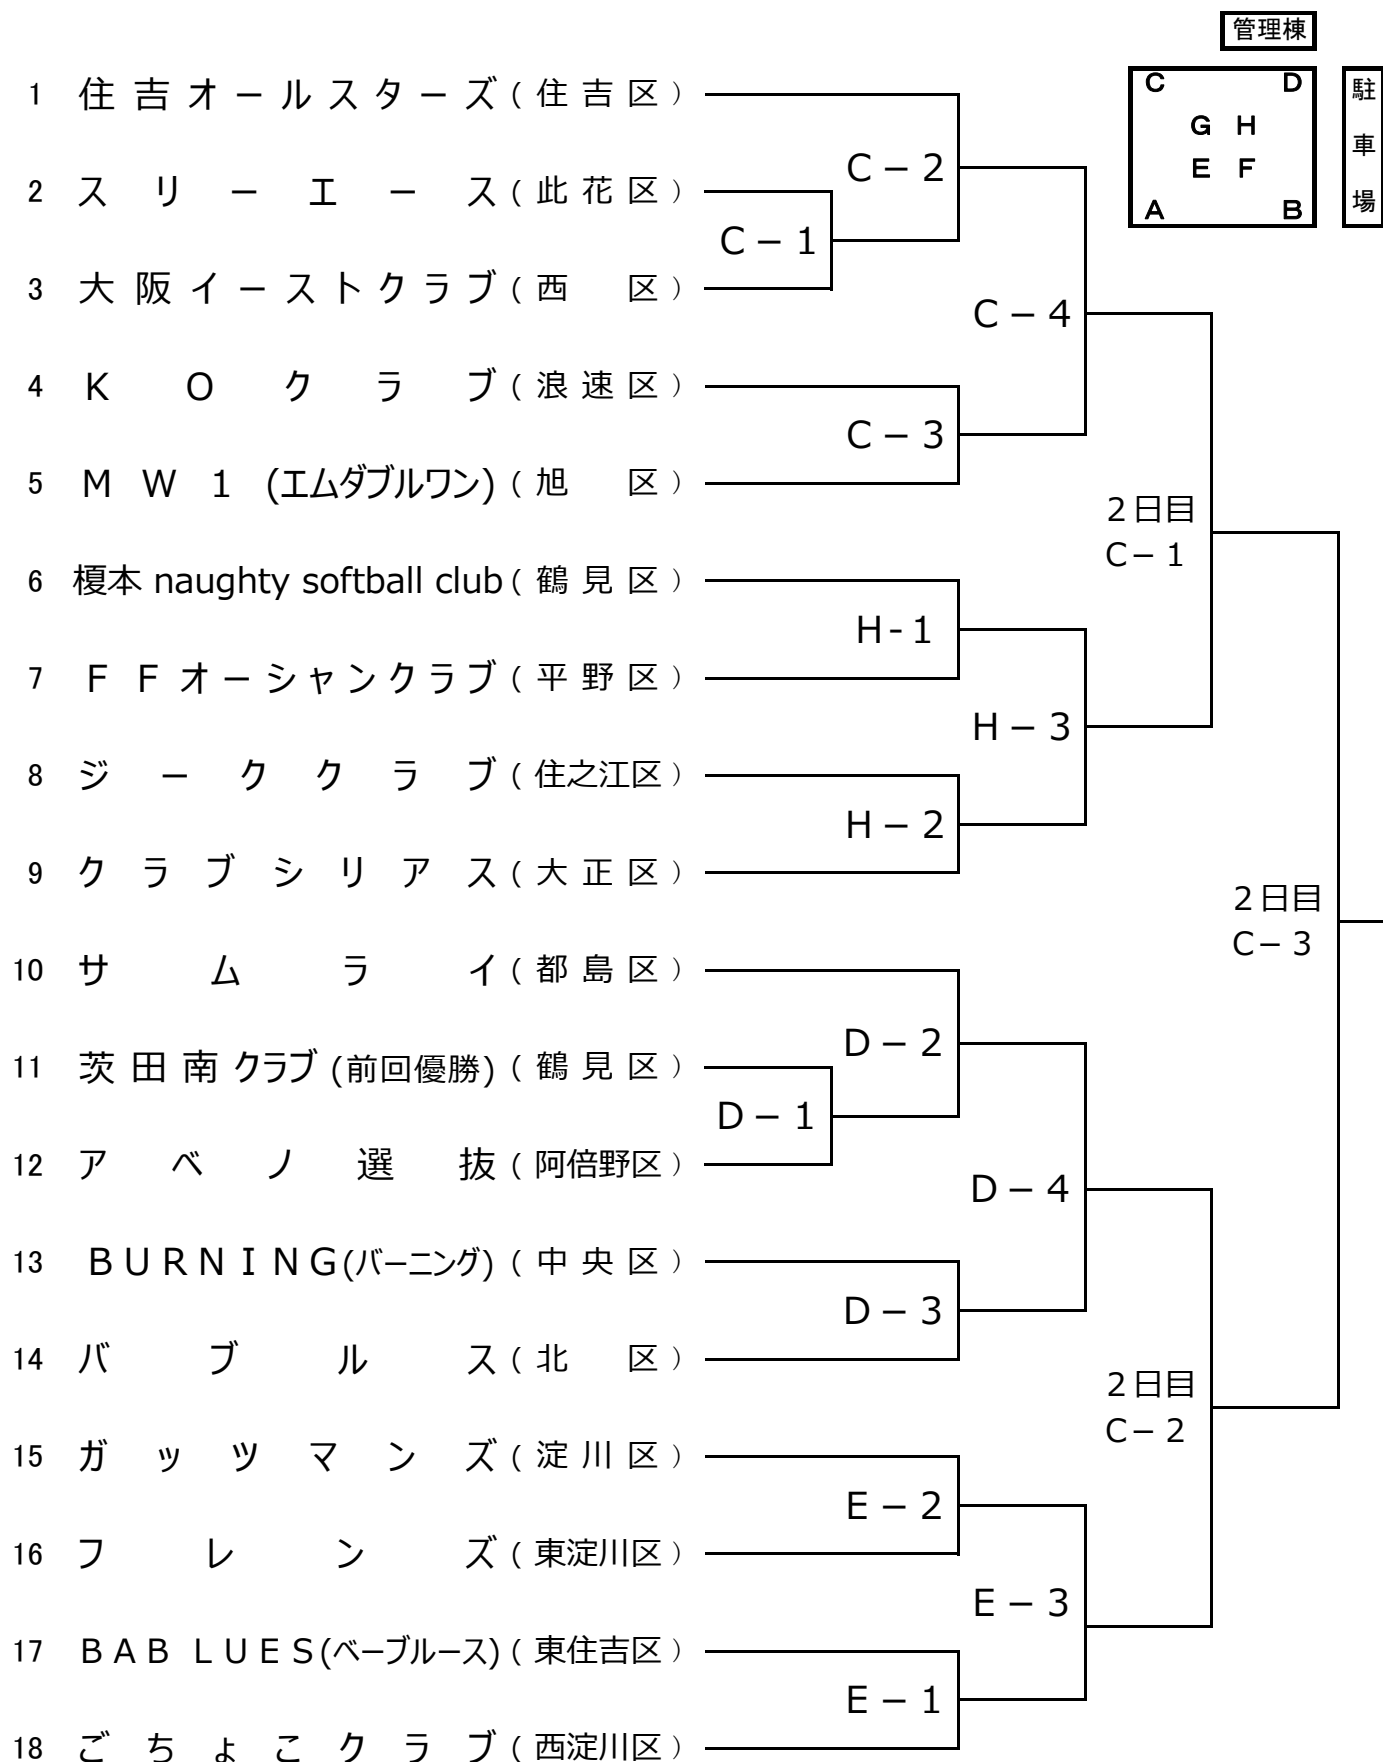 管理棟
C D
G H
E F
A B
駐車場
1 住吉オールスターズ(住吉区)
C－2
2 スリーエース(此花区)
C－1
3 大阪イーストクラブ(西 区)
C－4
4 KOクラブ(浪速区)
C－3
5 MW1 (エムダブルワン)(旭 区)
2日目
C－1
6 榎本 naughty softball club(鶴見区)
H-1
7 FFオーシャンクラブ(平野区)
H－3
8 ジーククラブ(住之江区)
H－2
9 クラブシリアス(大正区)
2日目
C－3
10 サムライ(都島区)
D－2
11 茨田南クラブ(前回優勝)(鶴見区)
D－1
12 アベノ選抜(阿倍野区)
D－4
13 BURNING(バーニング)(中央区)
D－3
14 バブルス(北 区)
2日目
C－2
15 ガッツマンズ(淀川区)
E－2
16 フレンズ(東淀川区)
E－3
17 BAB LUES(ベーブルース)(東住吉区)
E－1
18 ごちょこクラブ(西淀川区)